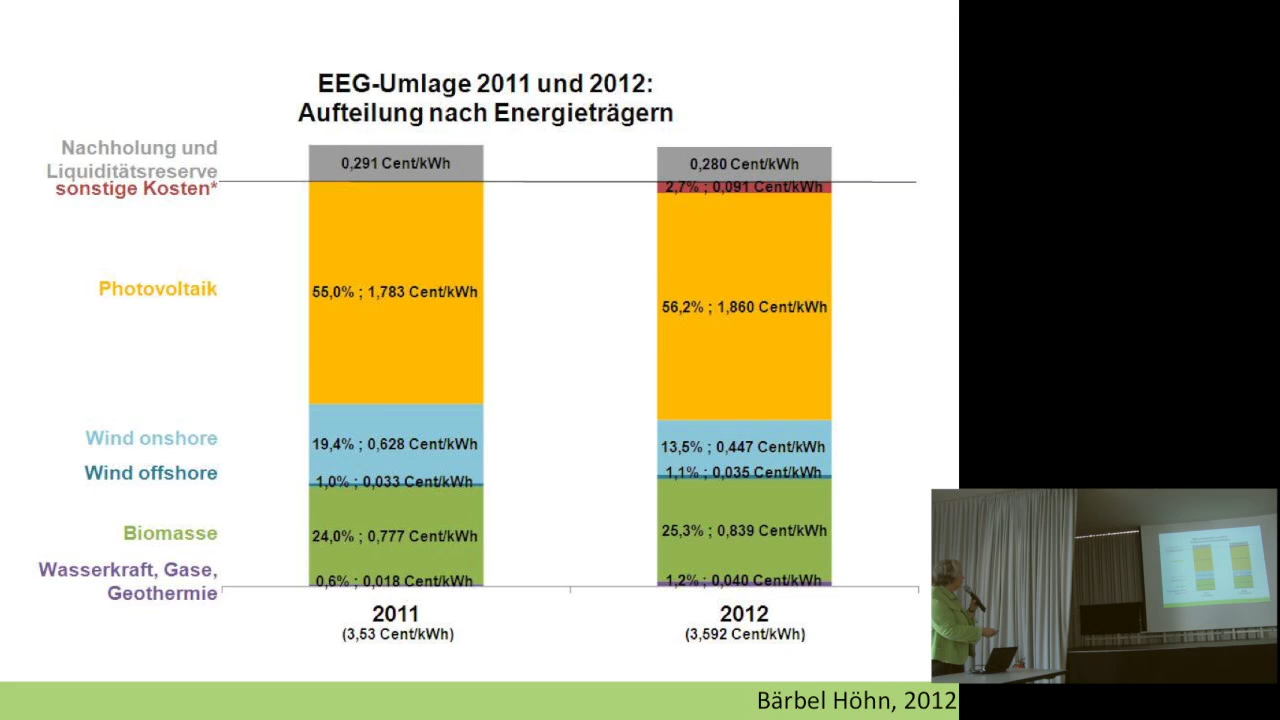 EEG-Umlage 2011 und 2012:
Aufteilung nach Energieträgern
Nachholung und
Liquiditätsreserve
sonstige Kosten*
Photovoltaik
Wind onshore
Wind offshore
Biomasse
Wasserkraft, Gase,
Geothermie
0,291 Cent/kWh
55,0% ; 1,783 Cent/kWh
19,4% ; 0,628 Cent/kWh
1,0% ; 0,033 Cent/kWh
24,0% ; 0,777 Cent/kWh
0,6% ; 0,018 Cent/kWh
2011
(3,53 Cent/kWh)
0,280 Cent/kWh
2,7% ; 0,091 Cent/kWh
56,2% ; 1,860 Cent/kWh
13,5% ; 0,447 Cent/kWh
1,1% ; 0,035 Cent/kWh
25,3% ; 0,839 Cent/kWh
1,2% ; 0,040 Cent/kWh
2012
(3,592 Cent/kWh)
Bärbel Höhn, 2012